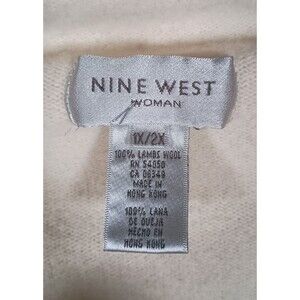 NINE WEST
WOMAN
1X/2X
100% LAMBS WOOL
RN 54050
CA 06349
MADE IN
HONG KONG
100% LANA
DE OVEJA
HECHO EN
HONG KONG